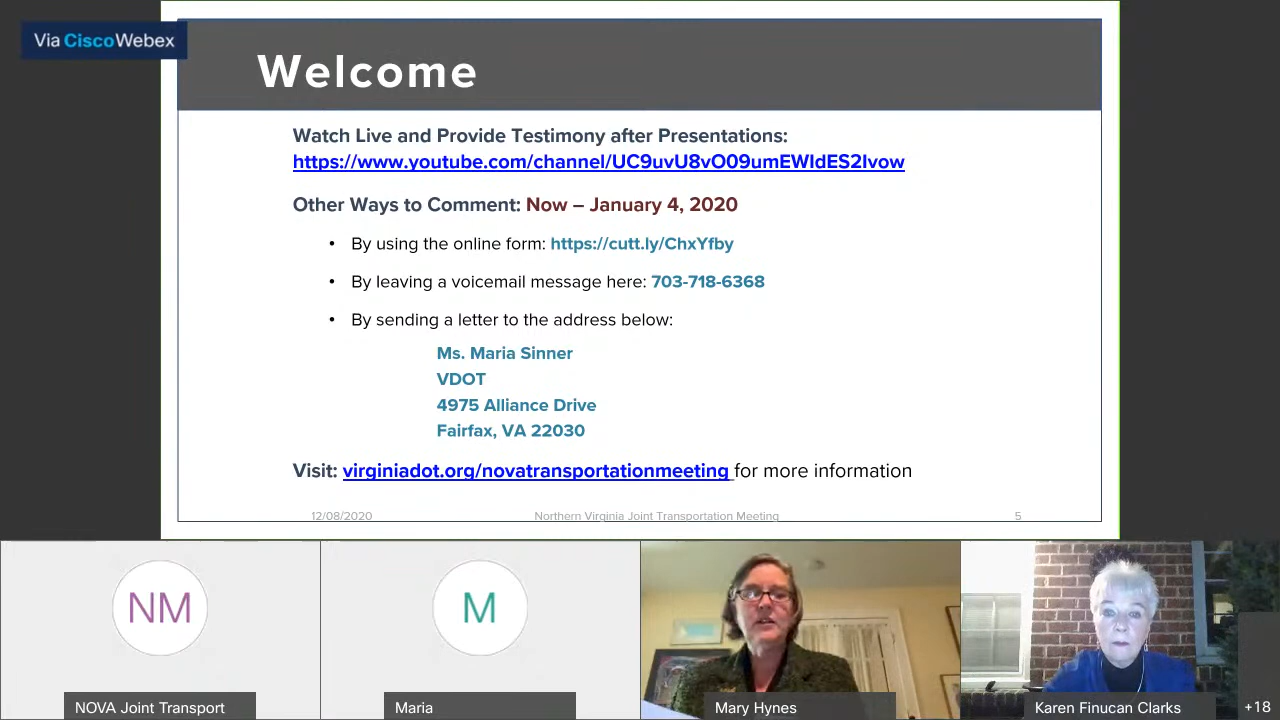 Via Cisco Webex
Welcome
Watch Live and Provide Testimony after Presentations:
https://www.youtube.com/channel/UC9uvU8vO09umEWIdES2Ivow
Other Ways to Comment: Now – January 4, 2020
• By using the online form: https://cutt.ly/ChxYfby
• By leaving a voicemail message here: 703-718-6368
• By sending a letter to the address below:
Ms. Maria Sinner
VDOT
4975 Alliance Drive
Fairfax, VA 22030
Visit: virginiadot.org/novatransportationmeeting for more information
12/08/2020 Northern Virginia Joint Transportation Meeting 5
NM M
NOVA Joint Transport Maria Mary Hynes Karen Finucan Clarks +18